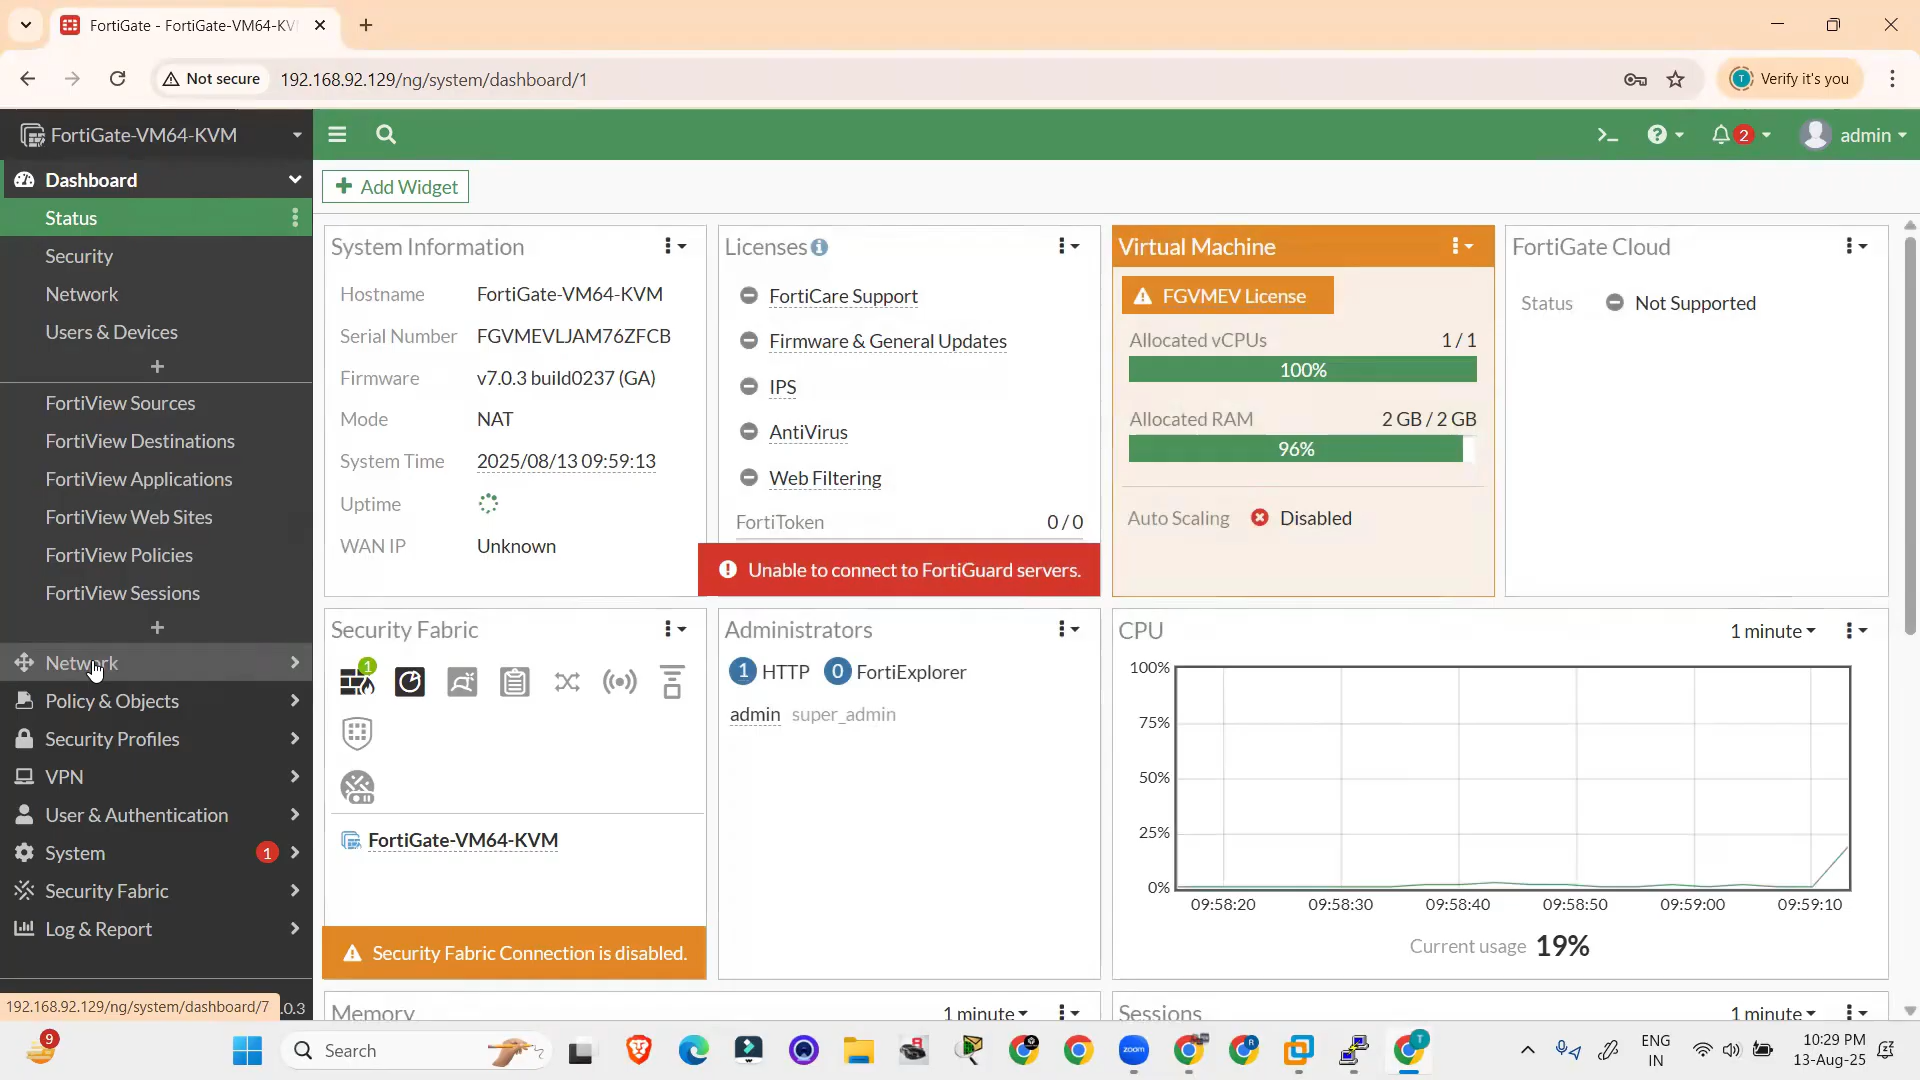 FortiGate - FortiGate-VM64-KV
Not secure
192.168.92.129/ng/system/dashboard/1
Verify it's you
FortiGate-VM64-KVM
2
admin
Dashboard
Status
Security
Network
Users & Devices
FortiView Sources
FortiView Destinations
FortiView Applications
FortiView Web Sites
FortiView Policies
FortiView Sessions
Network
Policy & Objects
Security Profiles
VPN
User & Authentication
System 1
Security Fabric
Log & Report
192.168.92.129/ng/system/dashboard/7
.0.3
Add Widget
System Information
Hostname FortiGate-VM64-KVM
Serial Number FGVMEVLJAM76ZFCB
Firmware v7.0.3 build0237 (GA)
Mode NAT
System Time 2025/08/13 09:59:13
Uptime
WAN IP Unknown
Licenses
FortiCare Support
Firmware & General Updates
IPS
AntiVirus
Web Filtering
FortiToken 0 / 0
Unable to connect to FortiGuard servers.
Virtual Machine
FGVMEV License
Allocated vCPUs 1 / 1
100%
Allocated RAM 2 GB / 2 GB
96%
Auto Scaling Disabled
FortiGate Cloud
Status Not Supported
Security Fabric
1
FortiGate-VM64-KVM
Security Fabric Connection is disabled.
Administrators
1 HTTP 0 FortiExplorer
admin super_admin
CPU
1 minute
100%
75%
50%
25%
0%
09:58:20 09:58:30 09:58:40 09:58:50 09:59:00 09:59:10
Current usage 19%
Memory
1 minute
Sessions
1 minute
9
Search
zoom
R
T
ENG
IN
10:29 PM
13-Aug-25